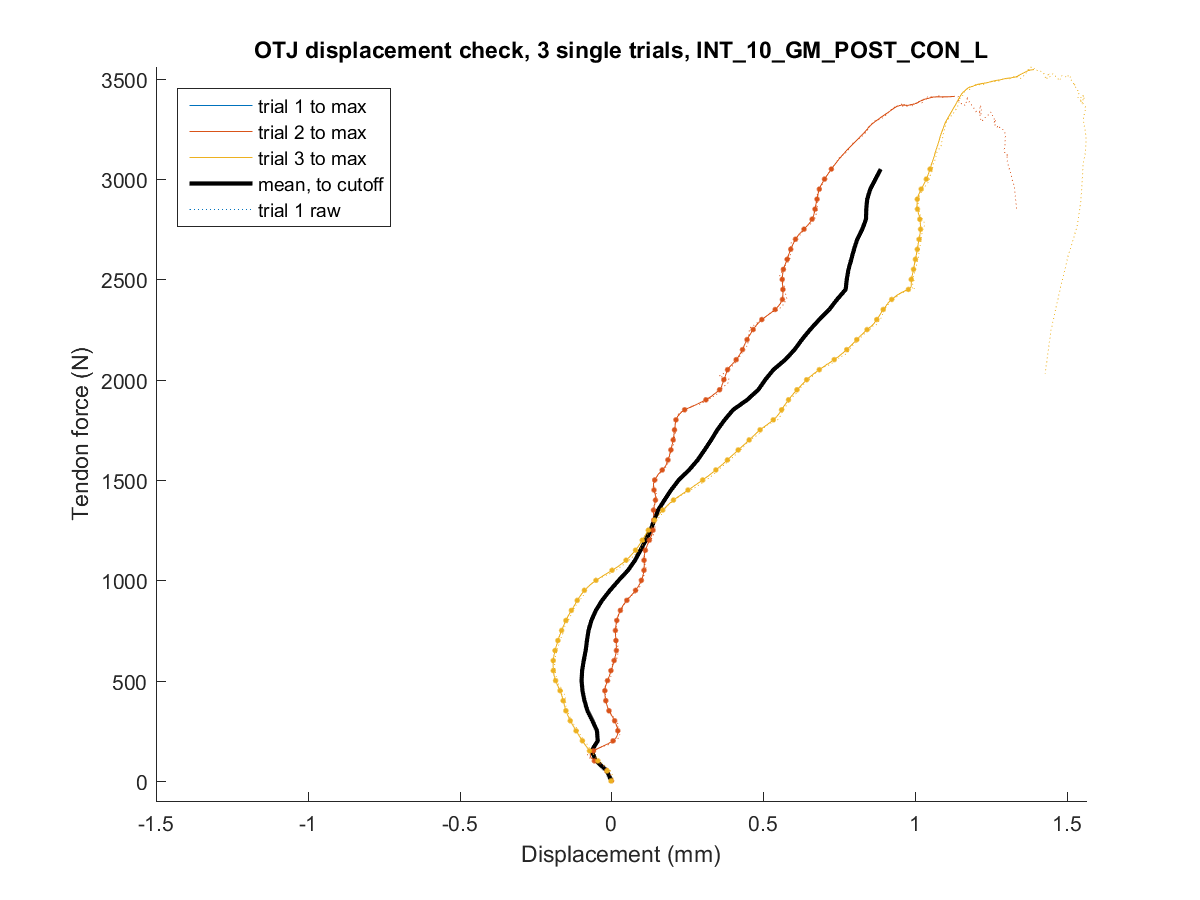 OTJ displacement check, 3 single trials, INT_10_GM_POST_CON_L
3500
3000
2500
2000
1500
1000
500
0
Tendon force (N)
trial 1 to max
trial 2 to max
trial 3 to max
mean, to cutoff
trial 1 raw
-1.5
-1
-0.5
0
0.5
1
1.5
Displacement (mm)